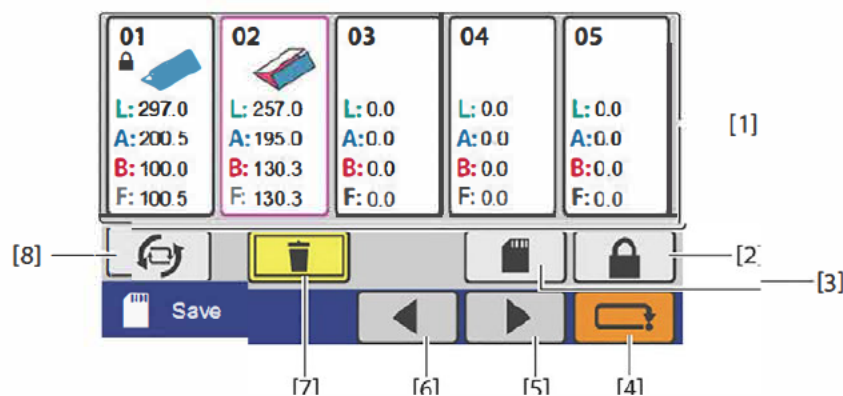 01 02 03 04 05
L: 297.0 L: 257.0 L: 0.0 L: 0.0 L: 0.0
A: 200.5 A: 195.0 A: 0.0 A: 0.0 A: 0.0
B: 100.0 B: 130.3 B: 0.0 B: 0.0 B: 0.0
F: 100.5 F: 130.3 F: 0.0 F: 0.0 F: 0.0
[1]
[8] [2]
[3]
Save
[7] [6] [5] [4]